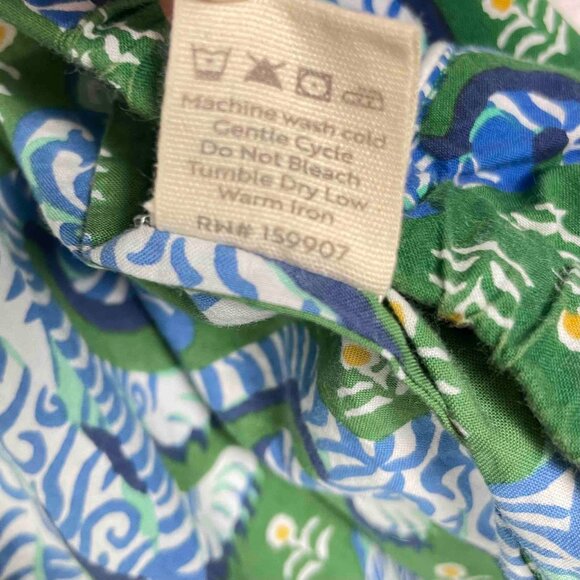 Machine wash cold
Gentle Cycle
Do Not Bleach
Tumble Dry Low
Warm Iron
RN# 159907